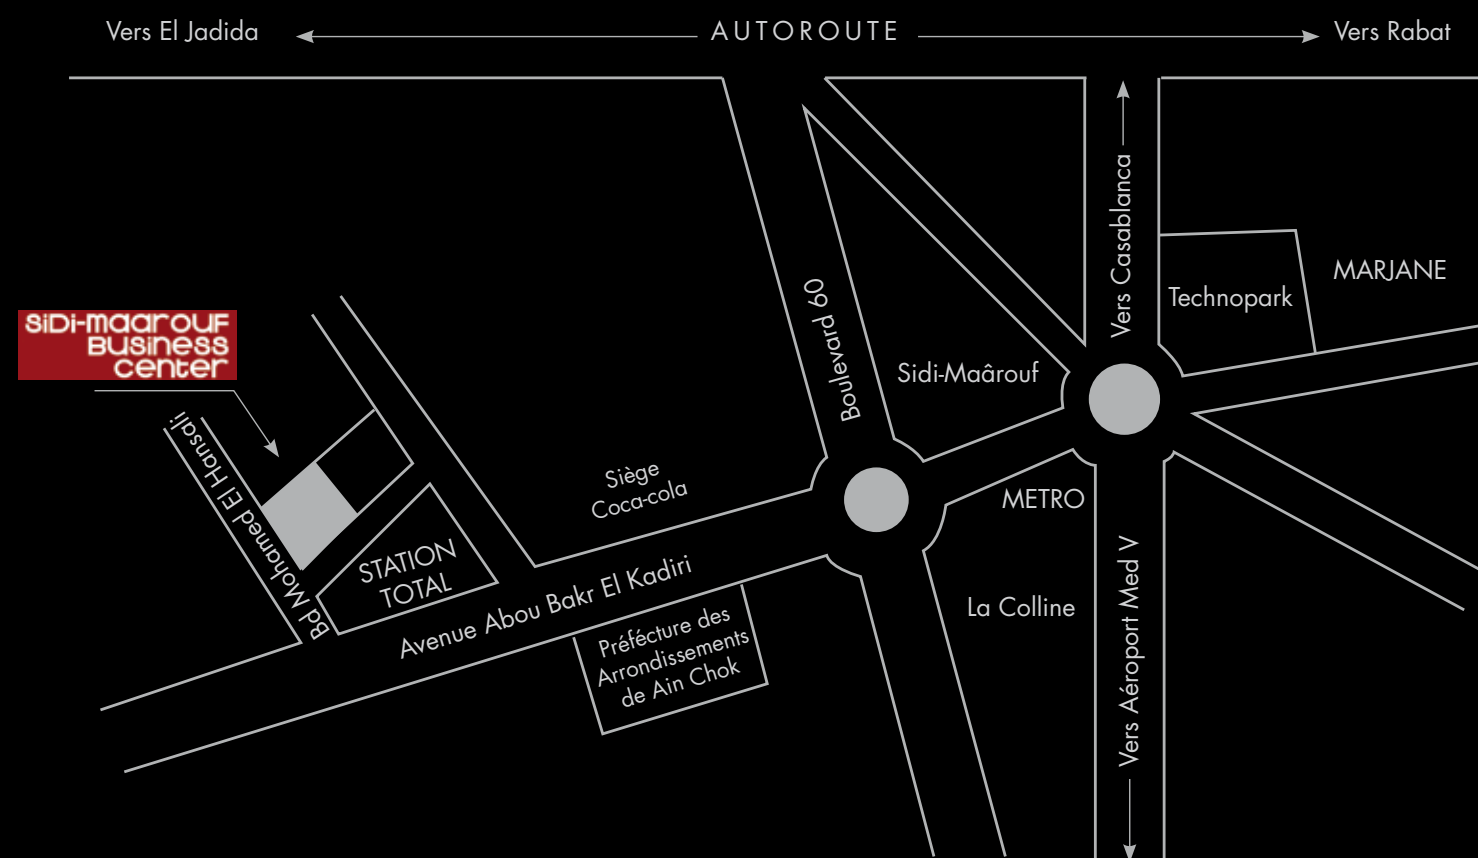 Vers El Jadida
AUTOROUTE
Vers Rabat
Vers Casablanca
Technopark
MARJANE
Boulevard 60
Sidi-Maârouf
SiDi-maarouf
Business
center
Bd Mohamed El Hansali
Siège
Coca-cola
METRO
STATION
TOTAL
Avenue Abou Bakr El Kadiri
La Colline
Vers Aéroport Med V
Préfécture des
Arrondissements
de Ain Chok